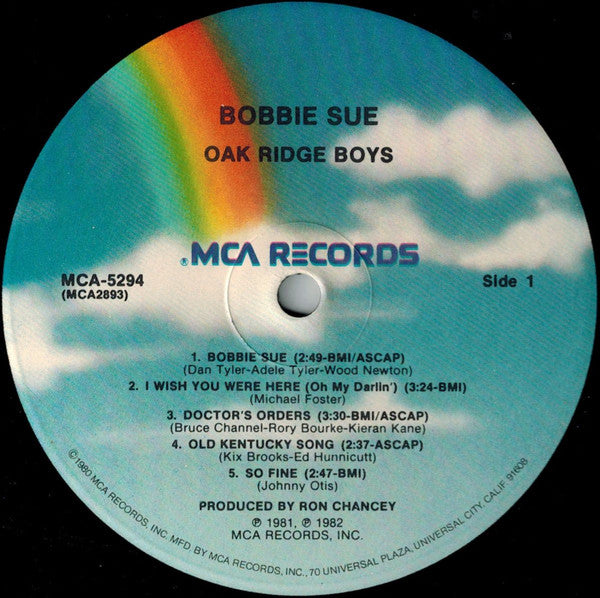 BOBBIE SUE
OAK RIDGE BOYS
®MCA RECORDS
MCA-5294
(MCA2893)
Side 1
1. BOBBIE SUE (2:49-BMI/ASCAP)
(Dan Tyler-Adele Tyler-Wood Newton)
2. I WISH YOU WERE HERE (Oh My Darlin') (3:24-BMI)
(Michael Foster)
3. DOCTOR'S ORDERS (3:30-BMI/ASCAP)
(Bruce Channel-Rory Bourke-Kieran Kane)
4. OLD KENTUCKY SONG (2:37-ASCAP)
(Kix Brooks-Ed Hunnicutt)
5. SO FINE (2:47-BMI)
(Johnny Otis)
PRODUCED BY RON CHANCEY
℗ 1981, ℗ 1982
MCA RECORDS, INC.
©1980 MCA RECORDS, INC. MFD. BY MCA RECORDS, INC., 70 UNIVERSAL PLAZA, UNIVERSAL CITY, CALIF. 91608